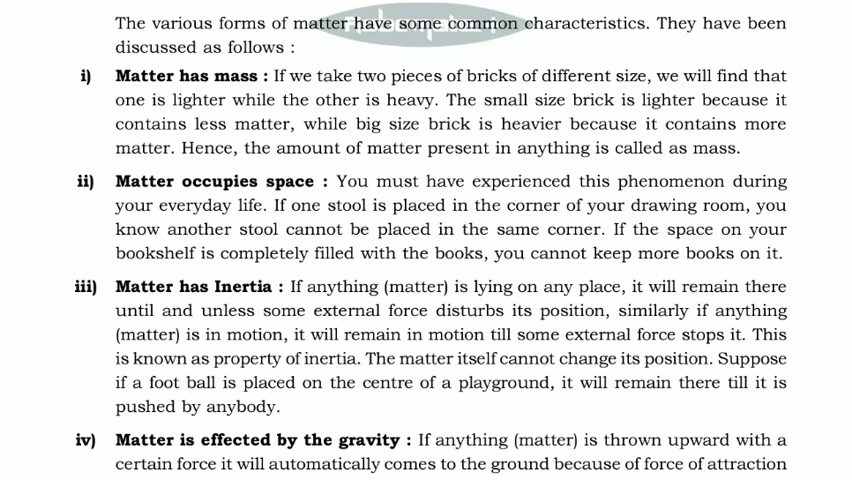 The various forms of matter have some common characteristics. They have been
discussed as follows :
i) Matter has mass : If we take two pieces of bricks of different size, we will find that
one is lighter while the other is heavy. The small size brick is lighter because it
contains less matter, while big size brick is heavier because it contains more
matter. Hence, the amount of matter present in anything is called as mass.
ii) Matter occupies space : You must have experienced this phenomenon during
your everyday life. If one stool is placed in the corner of your drawing room, you
know another stool cannot be placed in the same corner. If the space on your
bookshelf is completely filled with the books, you cannot keep more books on it.
iii) Matter has Inertia : If anything (matter) is lying on any place, it will remain there
until and unless some external force disturbs its position, similarly if anything
(matter) is in motion, it will remain in motion till some external force stops it. This
is known as property of inertia. The matter itself cannot change its position. Suppose
if a foot ball is placed on the centre of a playground, it will remain there till it is
pushed by anybody.
iv) Matter is effected by the gravity : If anything (matter) is thrown upward with a
certain force it will automatically comes to the ground because of force of attraction